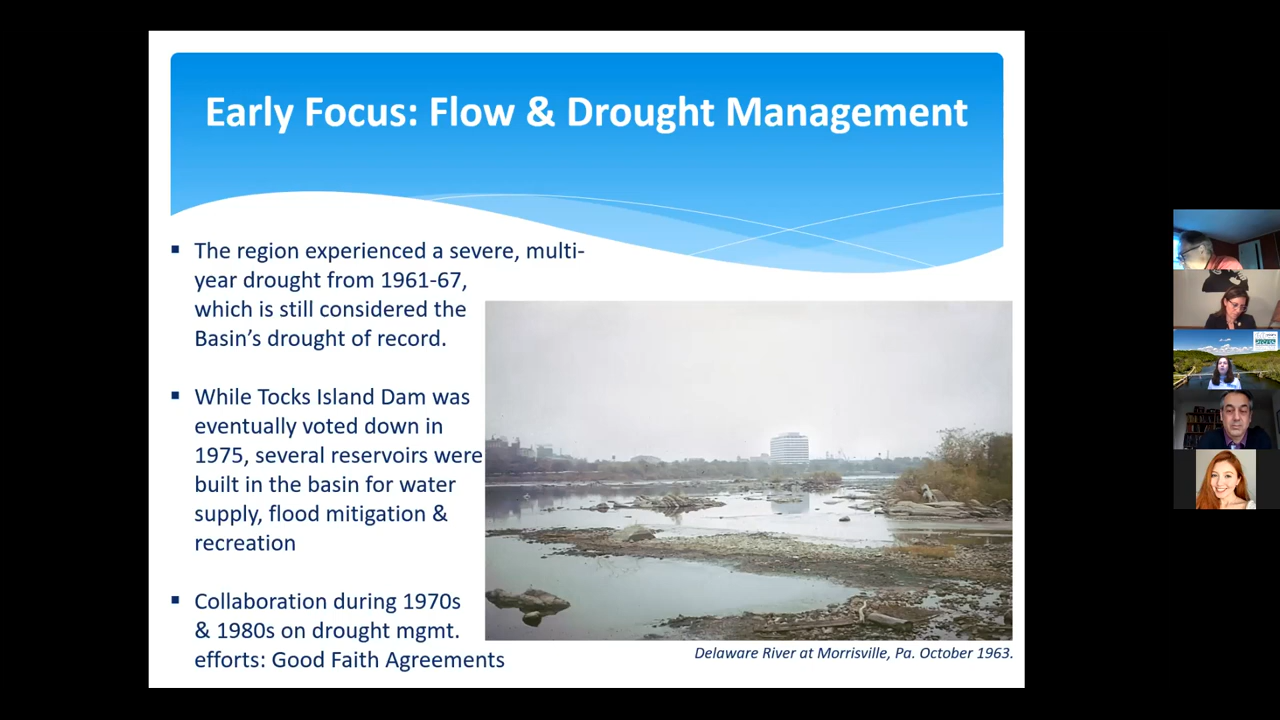 Early Focus: Flow & Drought Management
▪ The region experienced a severe, multi-
year drought from 1961-67,
which is still considered the
Basin’s drought of record.
▪ While Tocks Island Dam was
eventually voted down in
1975, several reservoirs were
built in the basin for water
supply, flood mitigation &
recreation
▪ Collaboration during 1970s
& 1980s on drought mgmt.
efforts: Good Faith Agreements
Delaware River at Morrisville, Pa. October 1963.